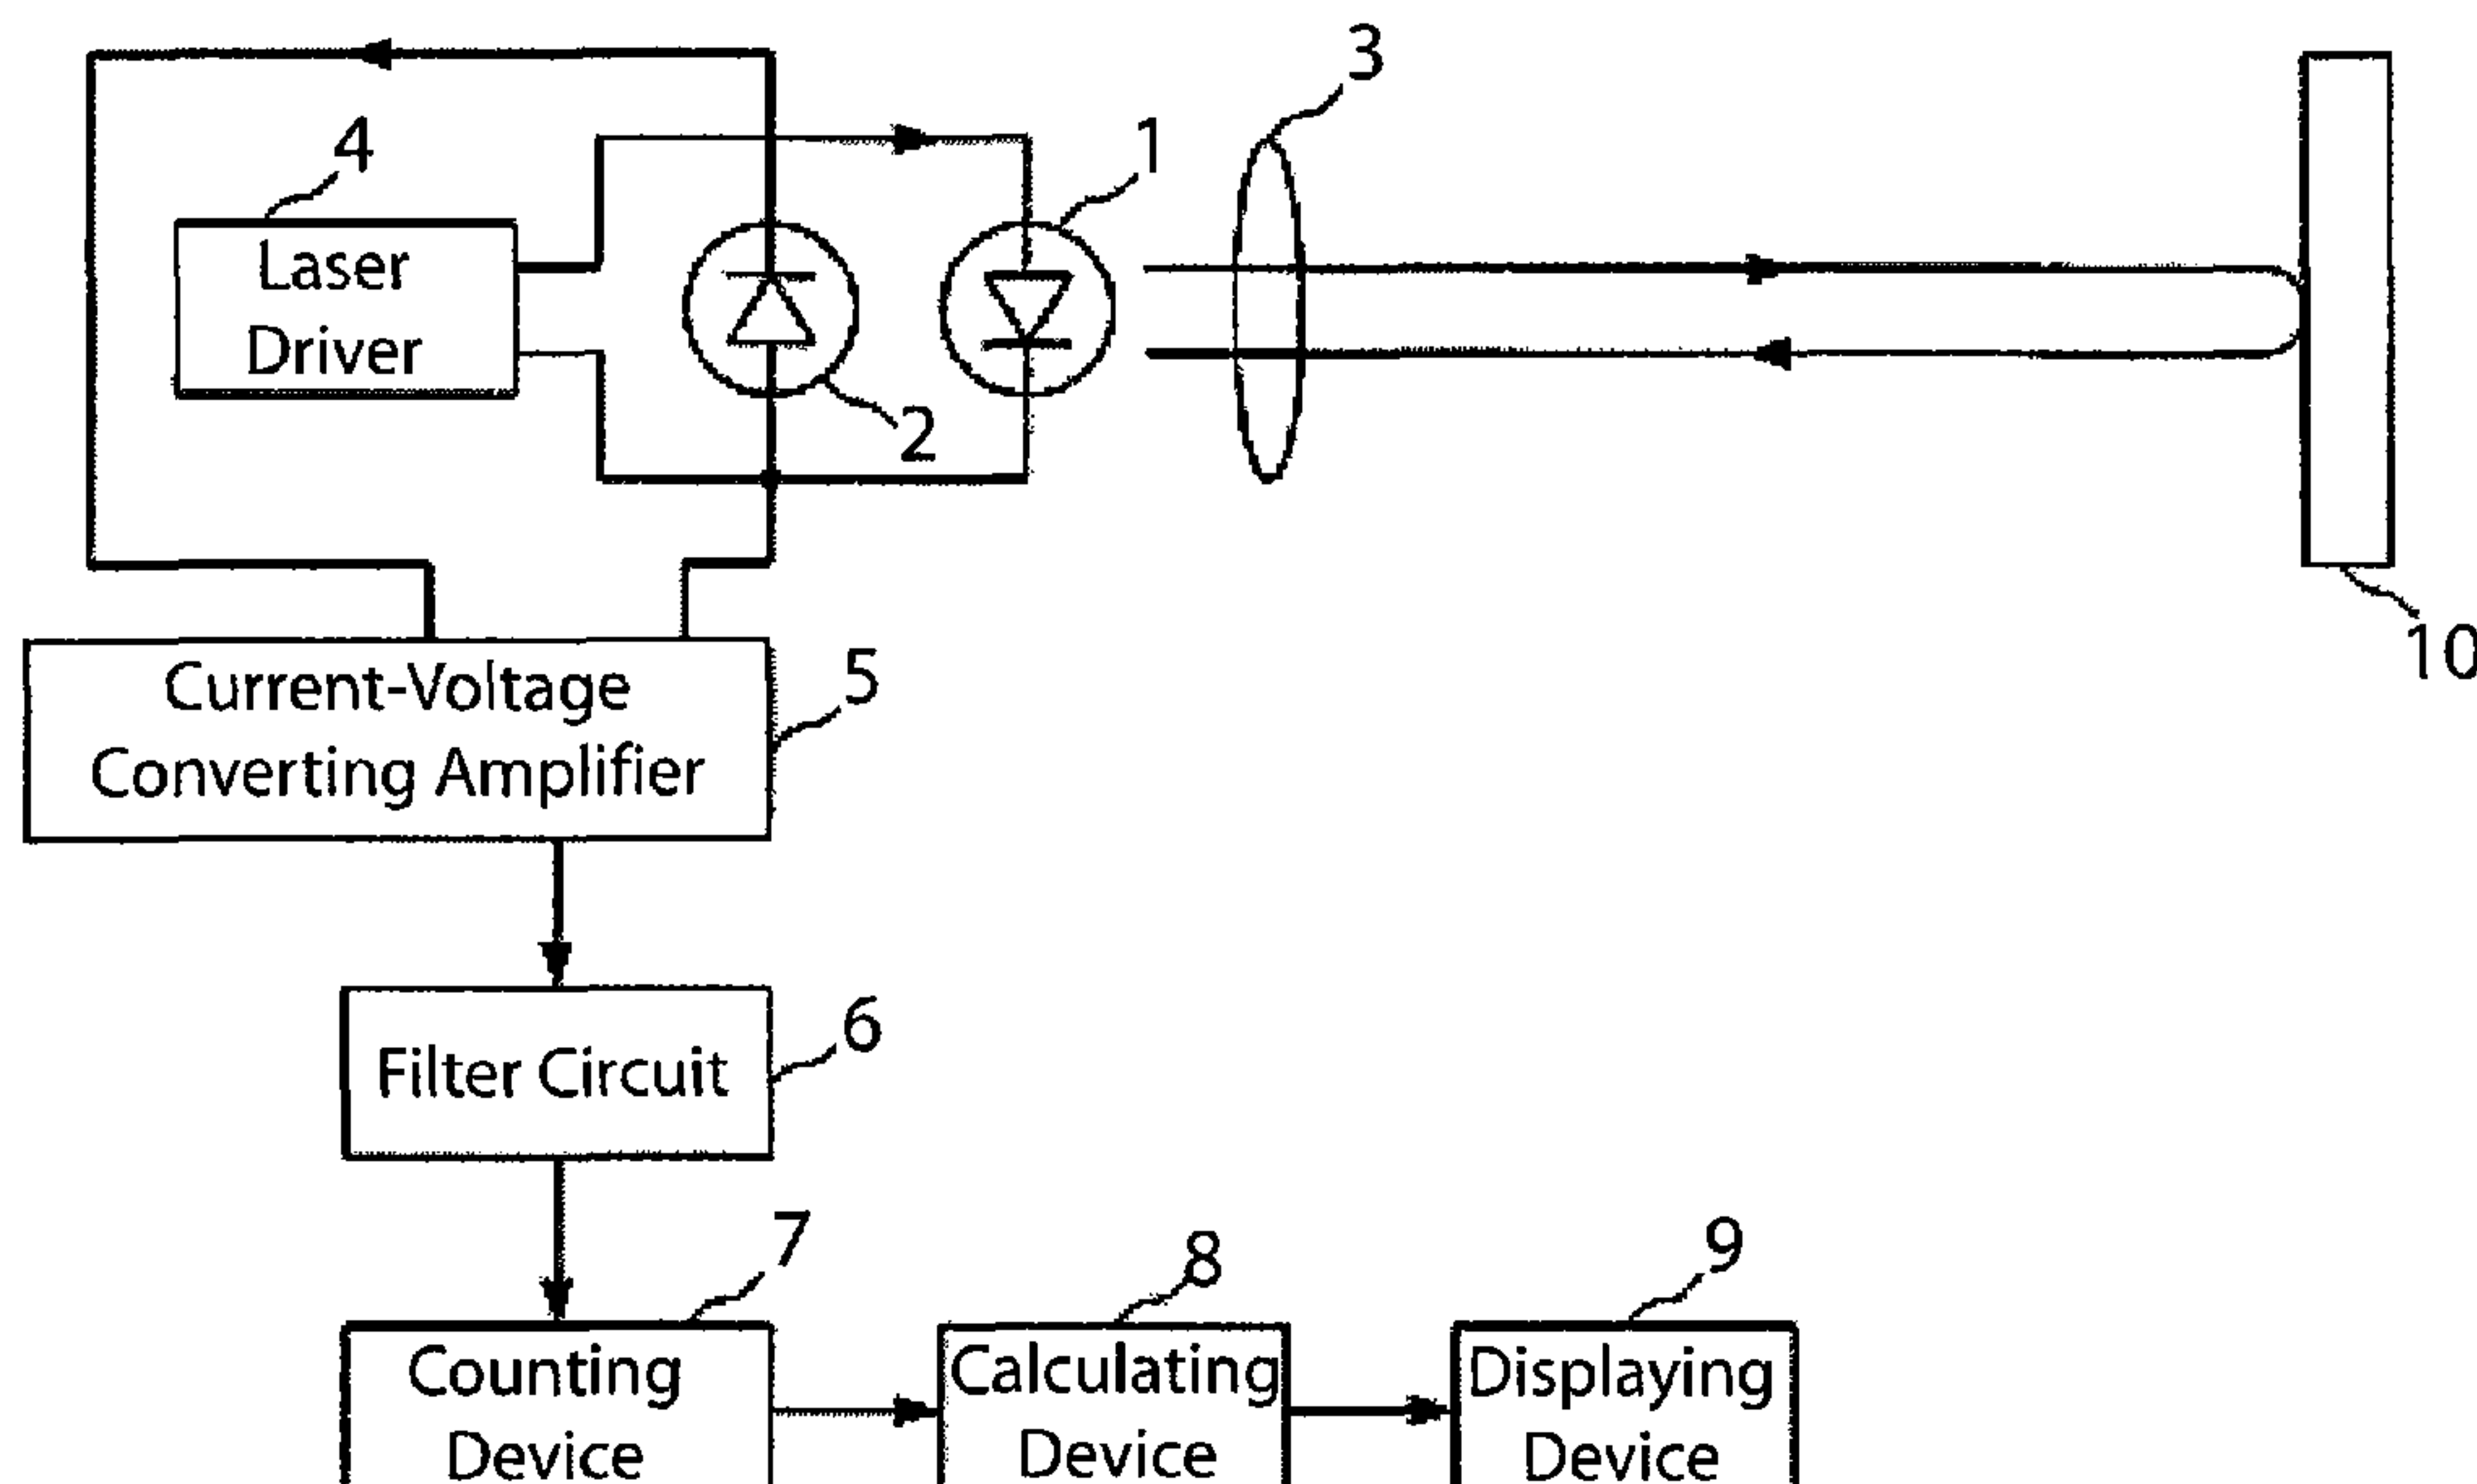 3
4
1
Laser
Driver
2
10
Current-Voltage
Converting Amplifier
5
6
Filter Circuit
7
8
9
Counting
Device
Calculating
Device
Displaying
Device